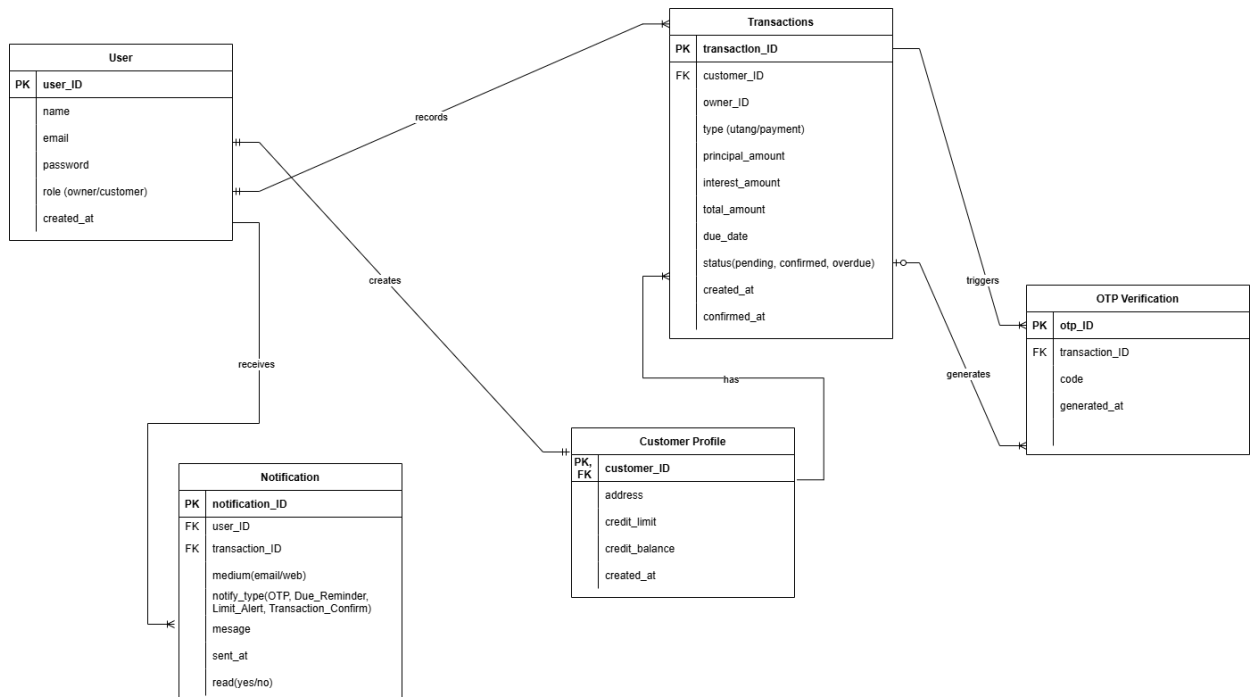 User
PK user_ID
name
email
password
role (owner/customer)
created_at
records
creates
receives
Transactions
PK transaction_ID
FK customer_ID
owner_ID
type (utang/payment)
principal_amount
interest_amount
total_amount
due_date
status(pending, confirmed, overdue)
created_at
confirmed_at
triggers
generates
has
OTP Verification
PK otp_ID
FK transaction_ID
code
generated_at
Customer Profile
PK,
FK customer_ID
address
credit_limit
credit_balance
created_at
Notification
PK notification_ID
FK user_ID
FK transaction_ID
medium(email/web)
notify_type(OTP, Due_Reminder,
Limit_Alert, Transaction_Confirm)
mesage
sent_at
read(yes/no)